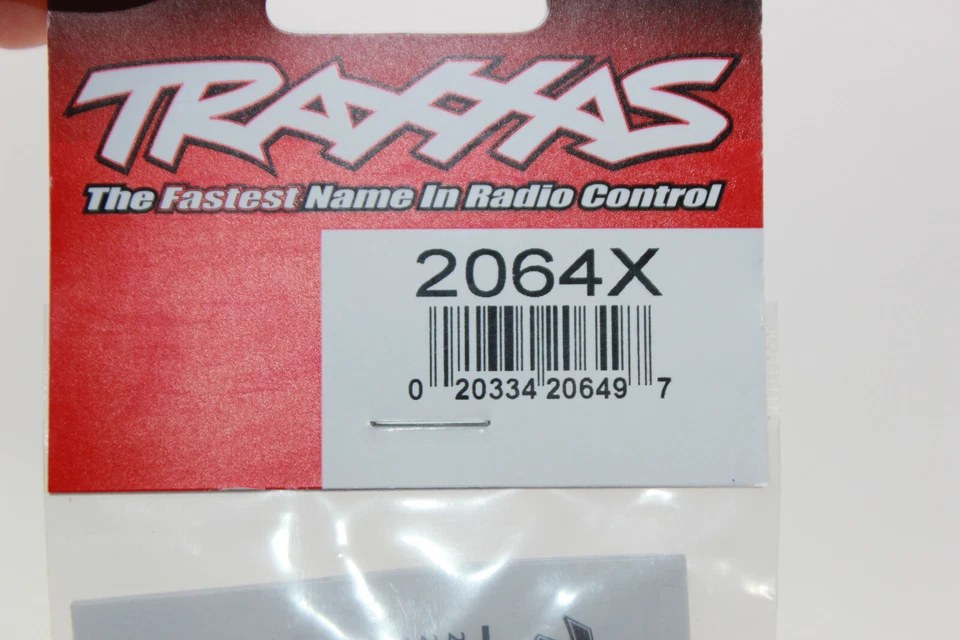 TRAXXAS
The Fastest Name In Radio Control
2064X
0 20334 20649 7